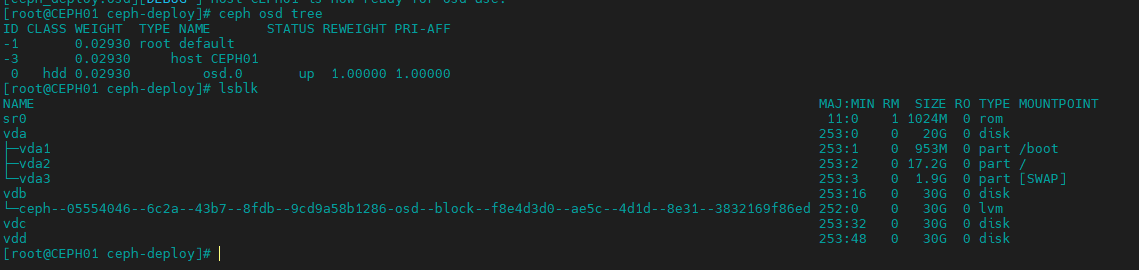 [ceph_deploy.osd][DEBUG ] Host CEPH01 is now ready for osd use.
[root@CEPH01 ceph-deploy]# ceph osd tree
ID CLASS WEIGHT  TYPE NAME       STATUS REWEIGHT PRI-AFF
-1       0.02930 root default
-3       0.02930     host CEPH01
 0   hdd 0.02930         osd.0       up  1.00000 1.00000
[root@CEPH01 ceph-deploy]# lsblk
NAME MAJ:MIN RM  SIZE RO TYPE MOUNTPOINT
sr0 11:0    1 1024M  0 rom
vda 253:0    0   20G  0 disk
├─vda1 253:1    0  953M  0 part /boot
├─vda2 253:2    0 17.2G  0 part /
└─vda3 253:3    0  1.9G  0 part [SWAP]
vdb 253:16   0   30G  0 disk
└─ceph--05554046--6c2a--43b7--8fdb--9cd9a58b1286-osd--block--f8e4d3d0--ae5c--4d1d--8e31--3832169f86ed 252:0    0   30G  0 lvm
vdc 253:32   0   30G  0 disk
vdd 253:48   0   30G  0 disk
[root@CEPH01 ceph-deploy]#